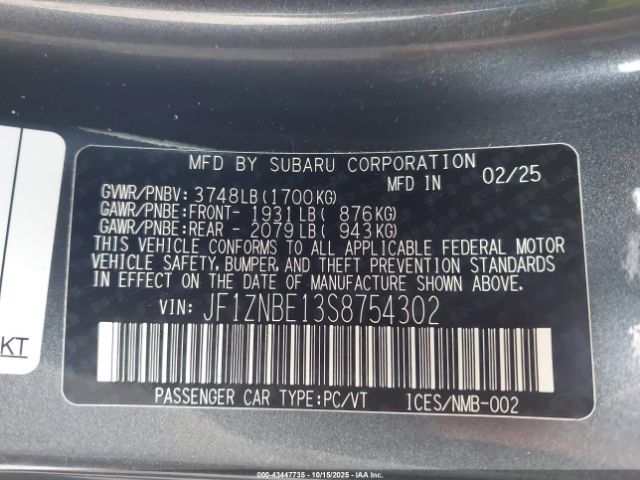 MFD BY SUBARU CORPORATION
MFD IN 02/25
GVWR/PNBV: 3748LB(1700KG)
GAWR/PNBE:FRONT- 1931LB( 876KG)
GAWR/PNBE:REAR - 2079LB( 943KG)
THIS VEHICLE CONFORMS TO ALL APPLICABLE FEDERAL MOTOR
VEHICLE SAFETY, BUMPER, AND THEFT PREVENTION STANDARDS
IN EFFECT ON THE DATE OF MANUFACTURE SHOWN ABOVE.
VIN: JF1ZNBE13S8754302
PASSENGER CAR TYPE:PC/VT ICES/NMB-002
KT
© IAA (# 43447735 - 10/15/2025 - 03:54 PM)